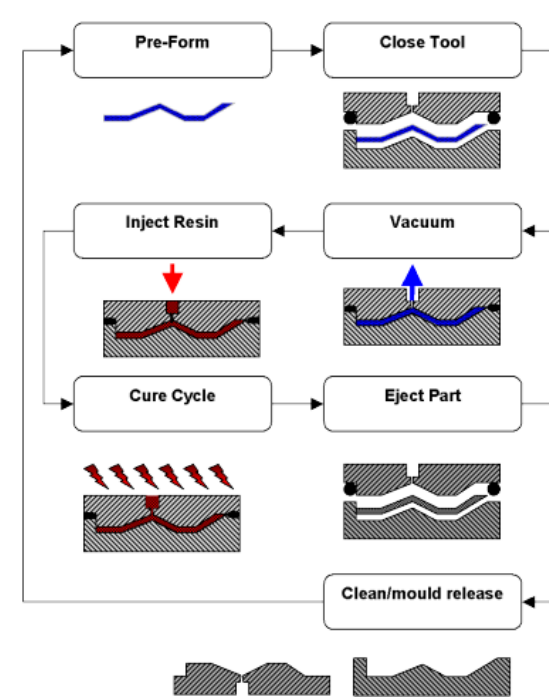 Pre-Form
Close Tool
Inject Resin
Vacuum
Cure Cycle
Eject Part
Clean/mould release